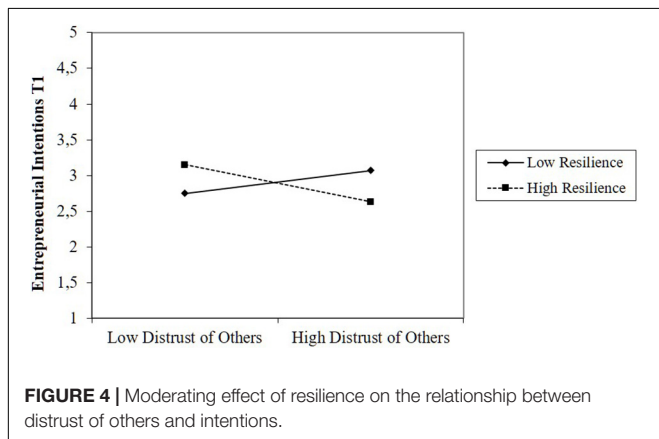 Entrepreneurial Intentions T1
5
4,5
4
3,5
3
2,5
2
1,5
1
Low Distrust of Others
High Distrust of Others
Low Resilience
High Resilience
FIGURE 4 | Moderating effect of resilience on the relationship between
distrust of others and intentions.